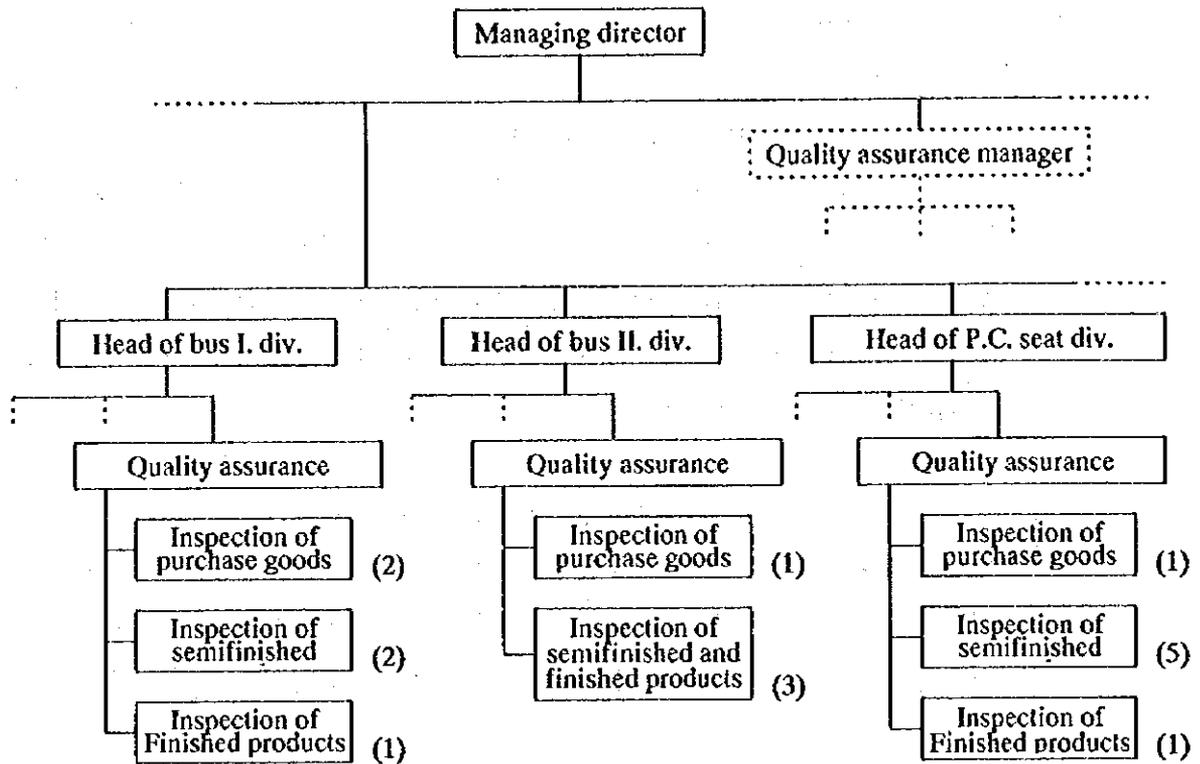 Managing director
Quality assurance manager
Head of bus I. div.
Head of bus II. div.
Head of P.C. seat div.
Quality assurance
Quality assurance
Quality assurance
Inspection of
purchase goods (2)
Inspection of
semifinished (2)
Inspection of
Finished products (1)
Inspection of
purchase goods (1)
Inspection of
semifinished and
finished products (3)
Inspection of
purchase goods (1)
Inspection of
semifinished (5)
Inspection of
Finished products (1)